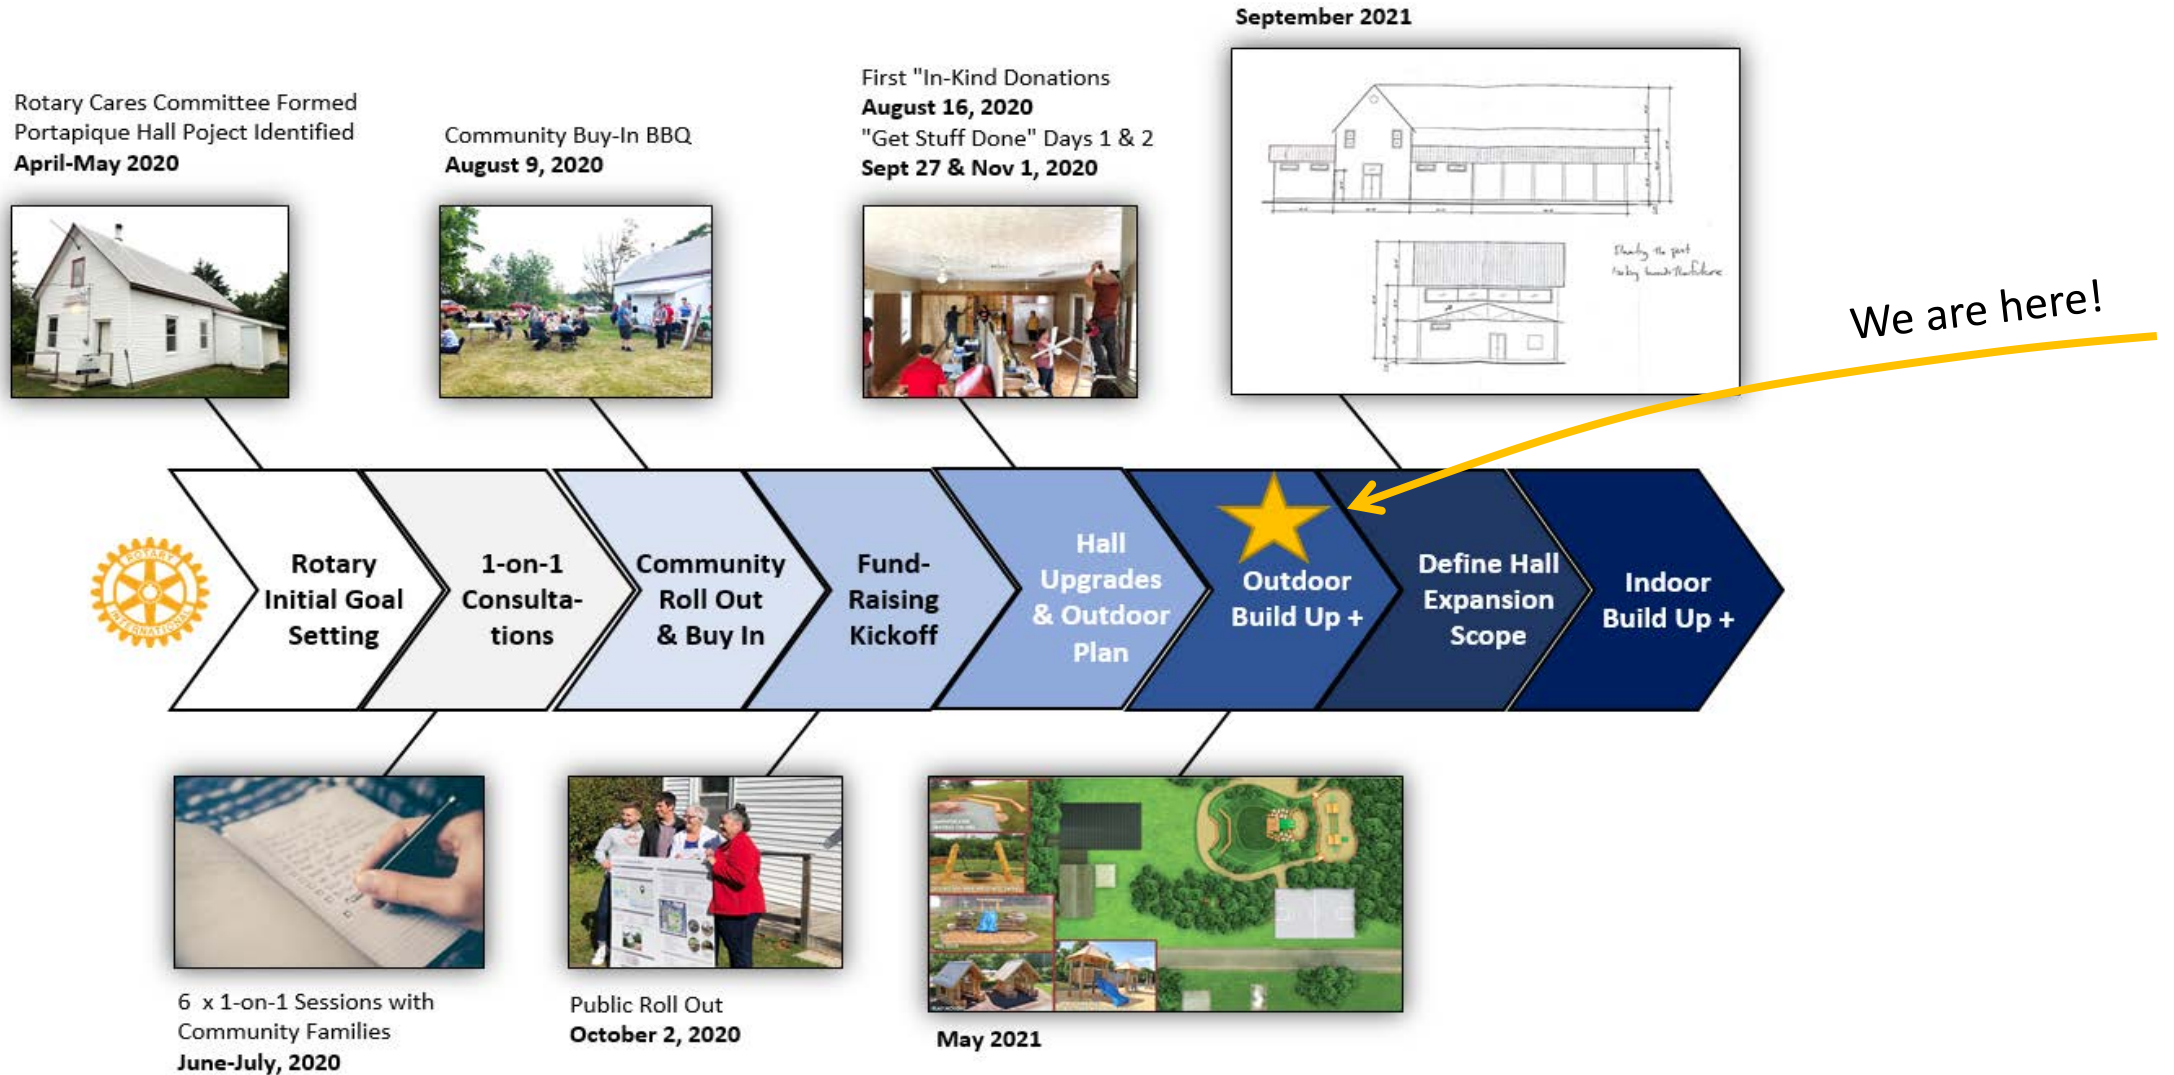 September 2021
Rotary Cares Committee Formed
Portapique Hall Poject Identified
April-May 2020
Community Buy-In BBQ
August 9, 2020
First "In-Kind Donations
August 16, 2020
"Get Stuff Done" Days 1 & 2
Sept 27 & Nov 1, 2020
the past
We are here!
ROTARY
INTERNATIONAL
Rotary
Initial Goal
Setting
1-on-1
Consulta-
tions
Community
Roll Out
& Buy In
Fund-
Raising
Kickoff
Hall
Upgrades
& Outdoor
Plan
Outdoor
Build Up +
Define Hall
Expansion
Scope
Indoor
Build Up +
6 x 1-on-1 Sessions with
Community Families
June-July, 2020
Public Roll Out
October 2, 2020
May 2021